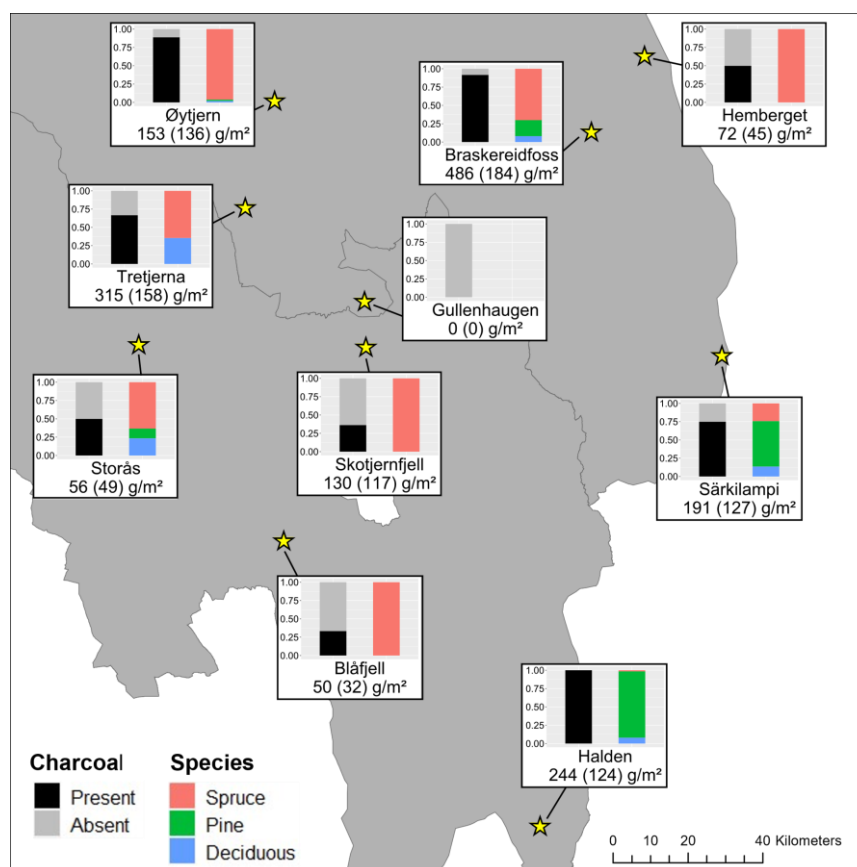 1.00
0.75
0.50
0.25
0.00
Øytjern
153 (136) g/m²
1.00
0.75
0.50
0.25
0.00
Braskereidfoss
486 (184) g/m²
1.00
0.75
0.50
0.25
0.00
Hemberget
72 (45) g/m²
1.00
0.75
0.50
0.25
0.00
Tretjerna
315 (158) g/m²
1.00
0.75
0.50
0.25
0.00
Gullenhaugen
0 (0) g/m²
1.00
0.75
0.50
0.25
0.00
Storås
56 (49) g/m²
1.00
0.75
0.50
0.25
0.00
Skotjernfjell
130 (117) g/m²
1.00
0.75
0.50
0.25
0.00
Särkilampi
191 (127) g/m²
1.00
0.75
0.50
0.25
0.00
Blåfjell
50 (32) g/m²
1.00
0.75
0.50
0.25
0.00
Halden
244 (124) g/m²
Charcoal
Present
Absent
Species
Spruce
Pine
Deciduous
0 10 20 40 Kilometers